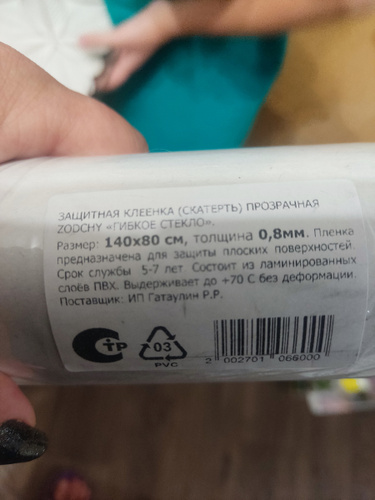 ЗАЩИТНАЯ КЛЕЕНКА (СКАТЕРТЬ) ПРОЗРАЧНАЯ
ZODCHY «ГИБКОЕ СТЕКЛО».
Размер: 140x80 см, толщина 0,8мм. Пленка
предназначена для защиты плоских поверхностей.
Срок службы 5-7 лет. Состоит из ламинированных
слоёв ПВХ. Выдерживает до +70 С без деформации.
Поставщик: ИП Гатаулин Р.Р.
СТР
03
PVC
2 002701 066000